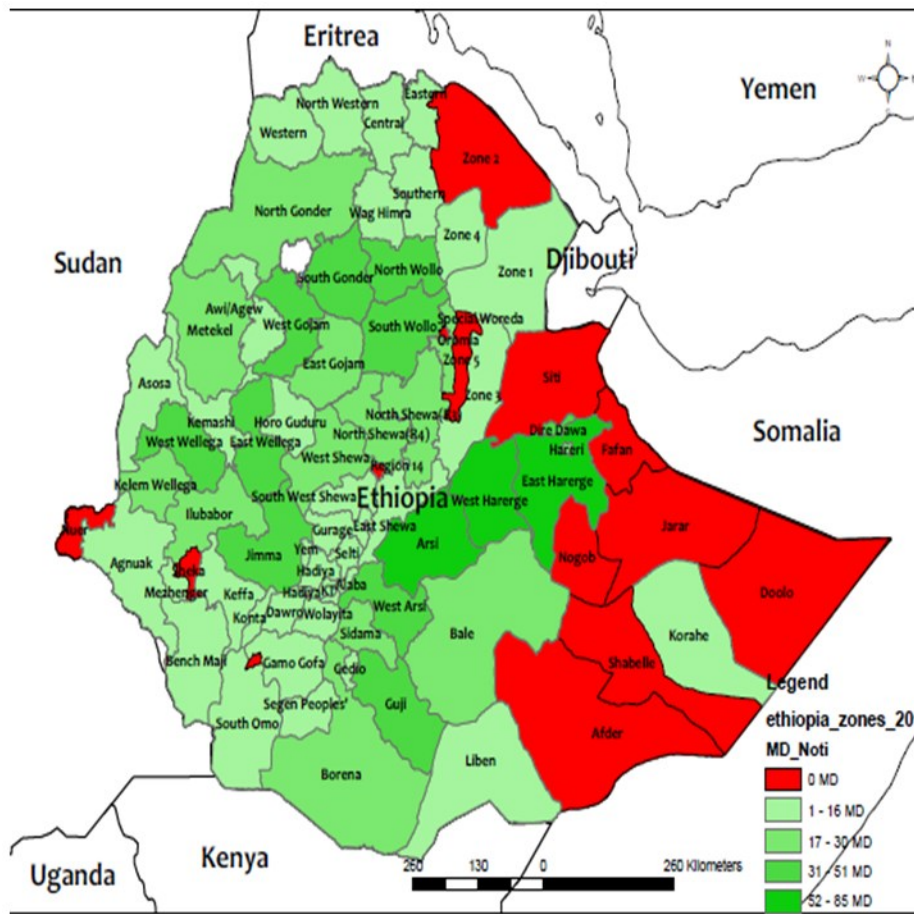 Eritrea
Yemen
N
W
S
Eastern
North Western
Central
Western
Zone 2
Southern
North Gonder
Wag Himra
Zone 4
Sudan
Djibouti
Zone 1
South Gonder
North Wollo
Awi/Agew
Metekel
West Gojam
South Wollo
Special Woreda
Oromia
East Gojam
Zone 5
Asosa
Siti
Zone 3
Kemashi
Horo Guduru
North Shewa(R3)
Dire Dawa
Somalia
West Wellega
East Wellega
North Shewa(R4)
Hareri
Fafan
West Shewa
Region 14
Kelem Wellega
South West Shewa
Ethiopia
West Harerge
East Harerge
Nuer
Ilubabor
Gurage
East Shewa
Jarar
Arsi
Agnuak
Jimma
Yem
Selti
Nogob
Sheka
Hadiya
Alaba
Doolo
Mezhenger
Keffa
Hadiya
KT
Konta
Dawro
Wolayita
West Arsi
Sidama
Bale
Korahe
Bench Maji
Gamo Gofa
Gedio
Shabelle
Segen Peoples'
Guji
South Omo
Afder
Liben
Borena
Legend
ethiopia_zones_20
MD_Noti
0 MD
1 - 16 MD
17 - 30 MD
31 - 51 MD
52 - 85 MD
Kenya
Uganda
260 130 0 260 Kilometers